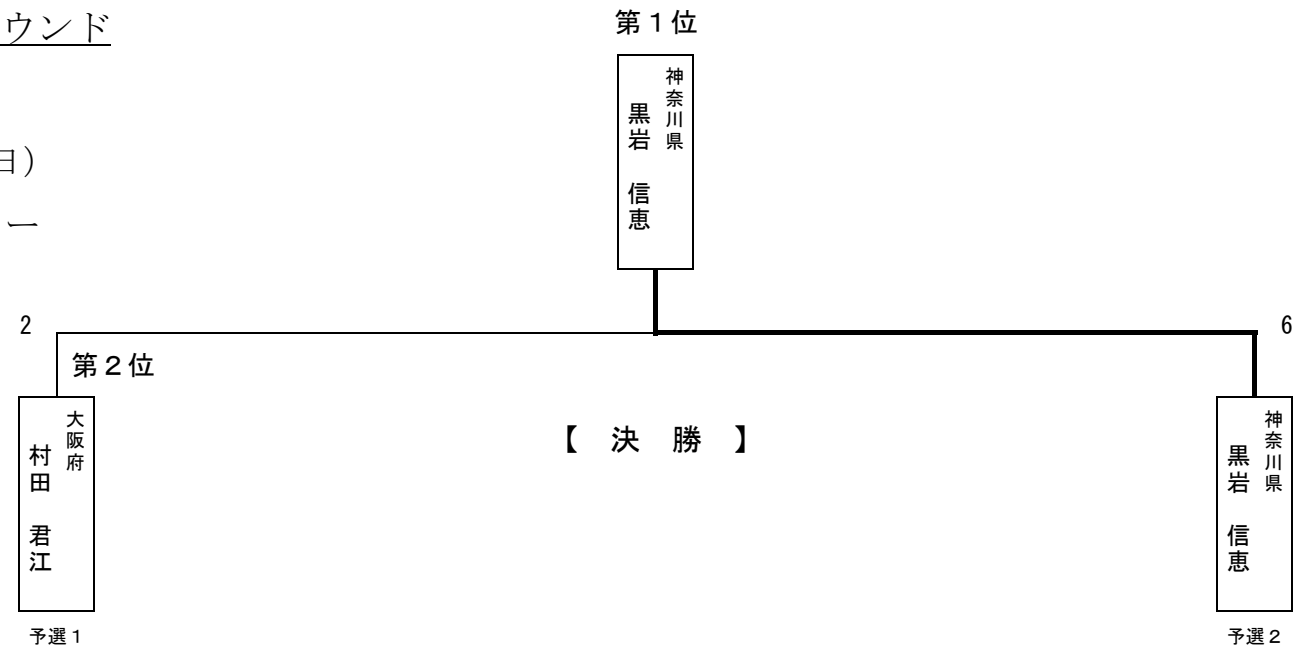 ウンド
第１位
神奈川県
黒岩　信恵
日）
ー
2
6
第２位
大阪府
村田　君江
【　決　勝　】
神奈川県
黒岩　信恵
予選１
予選２